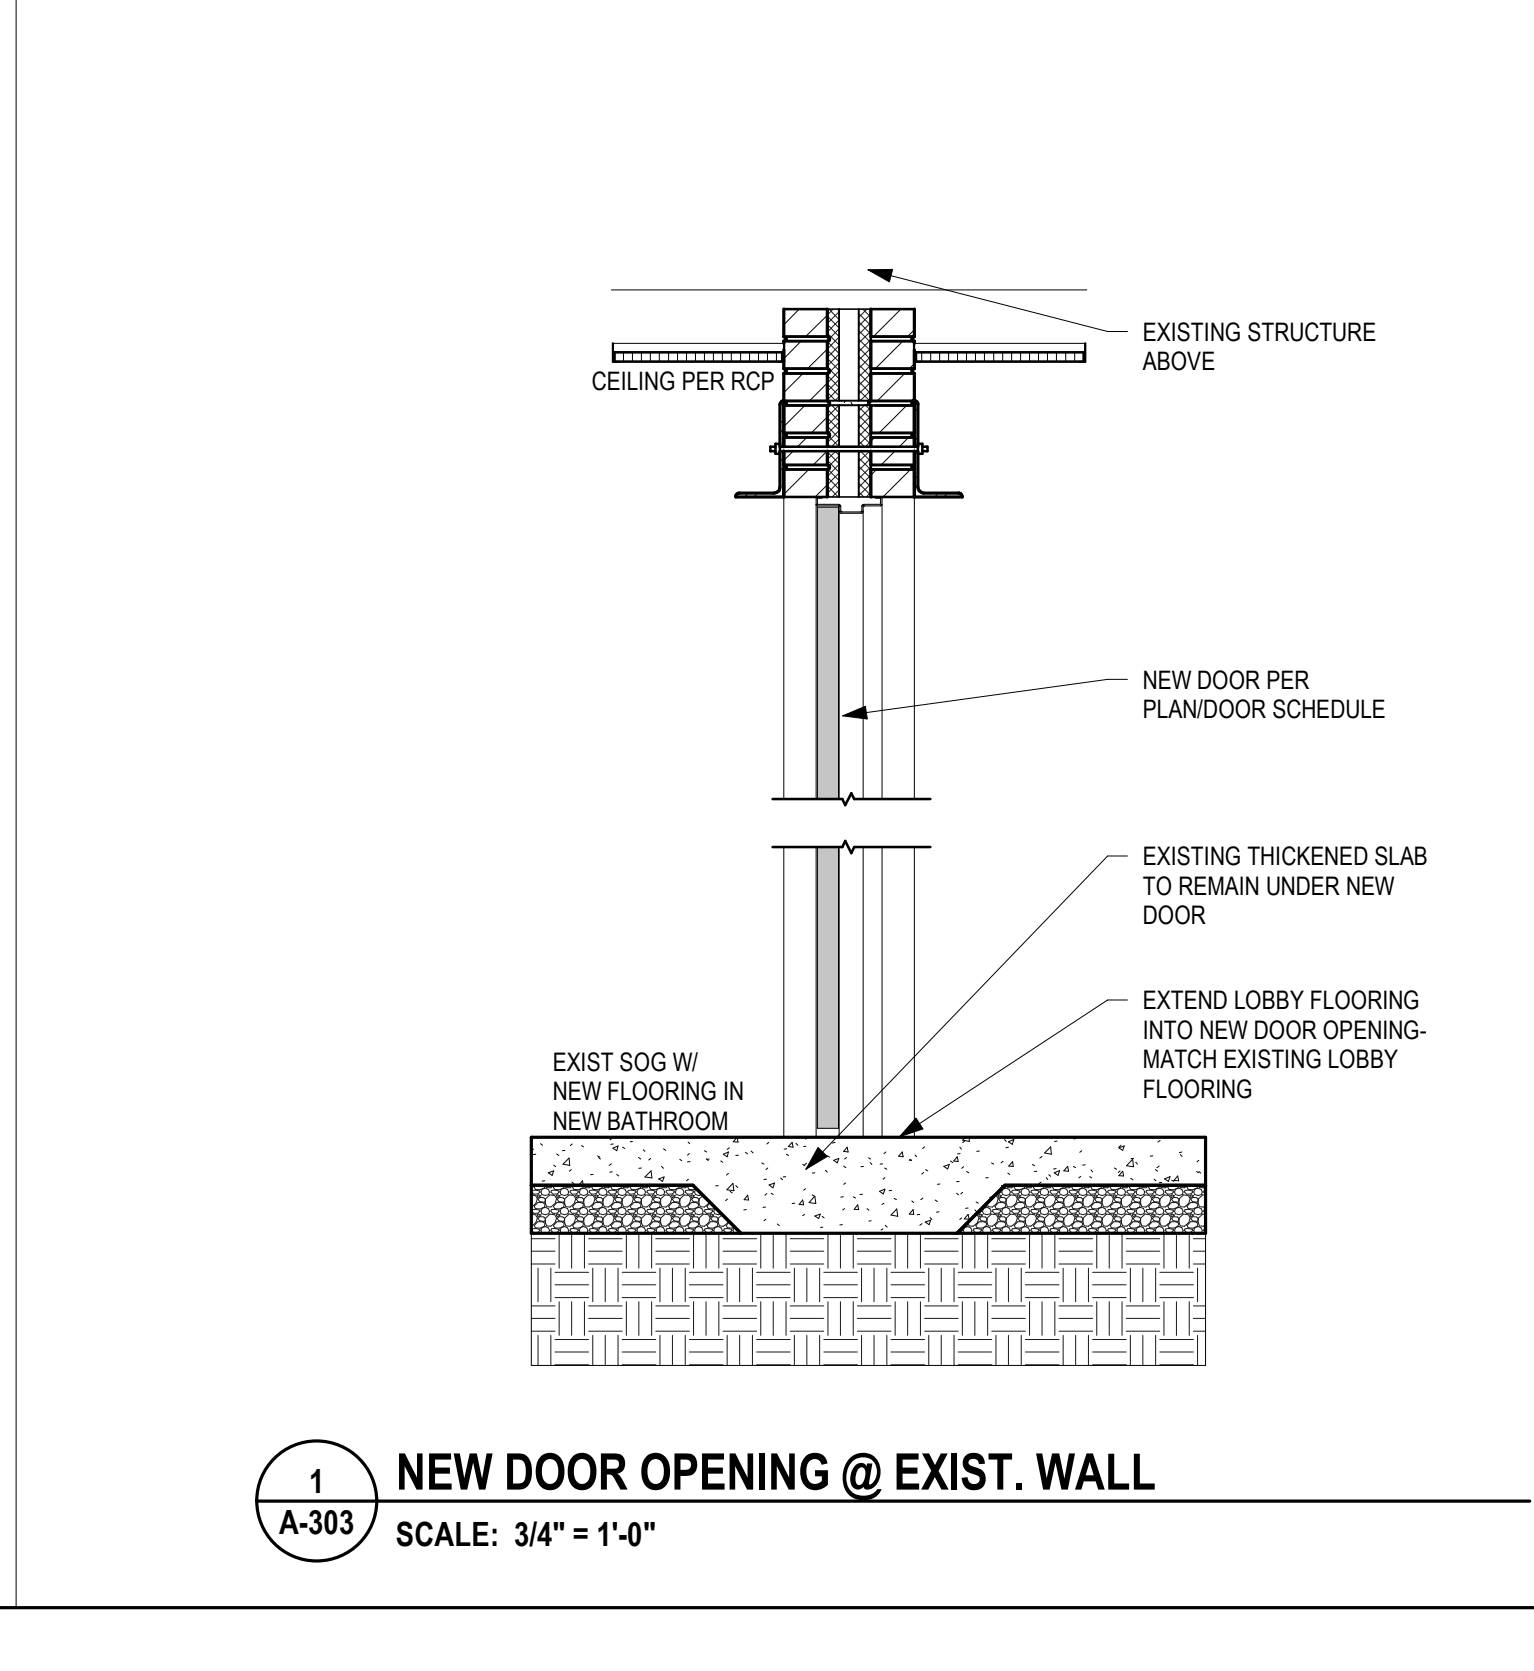 EXISTING STRUCTURE
ABOVE
CEILING PER RCP
NEW DOOR PER
PLAN/DOOR SCHEDULE
EXISTING THICKENED SLAB
TO REMAIN UNDER NEW
DOOR
EXTEND LOBBY FLOORING
INTO NEW DOOR OPENING-
MATCH EXISTING LOBBY
FLOORING
EXIST SOG W/
NEW FLOORING IN
NEW BATHROOM
1
A-303
NEW DOOR OPENING @ EXIST. WALL
SCALE: 3/4" = 1'-0"